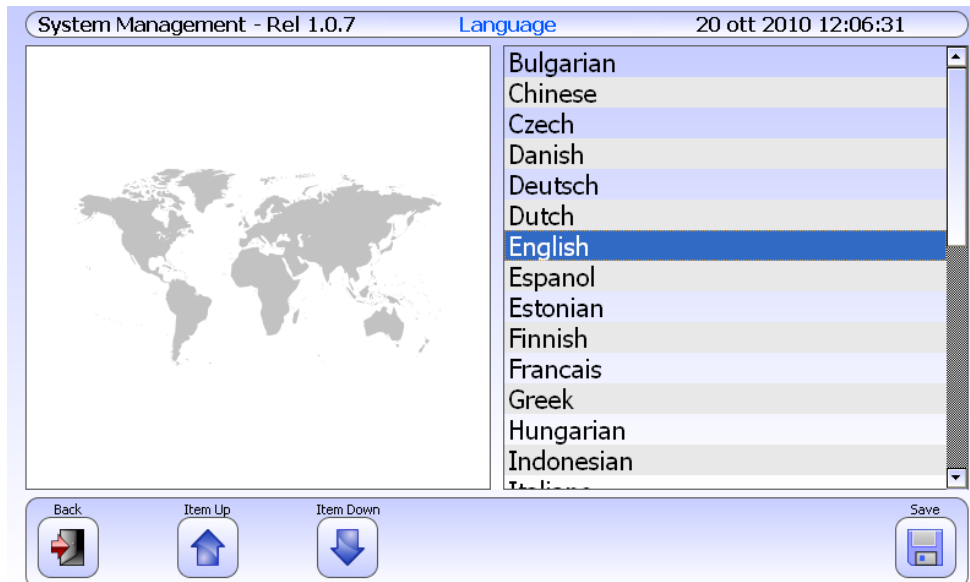 System Management - Rel 1.0.7 Language 20 ott 2010 12:06:31
Bulgarian
Chinese
Czech
Danish
Deutsch
Dutch
English
Espanol
Estonian
Finnish
Francais
Greek
Hungarian
Indonesian
Back Item Up Item Down Save